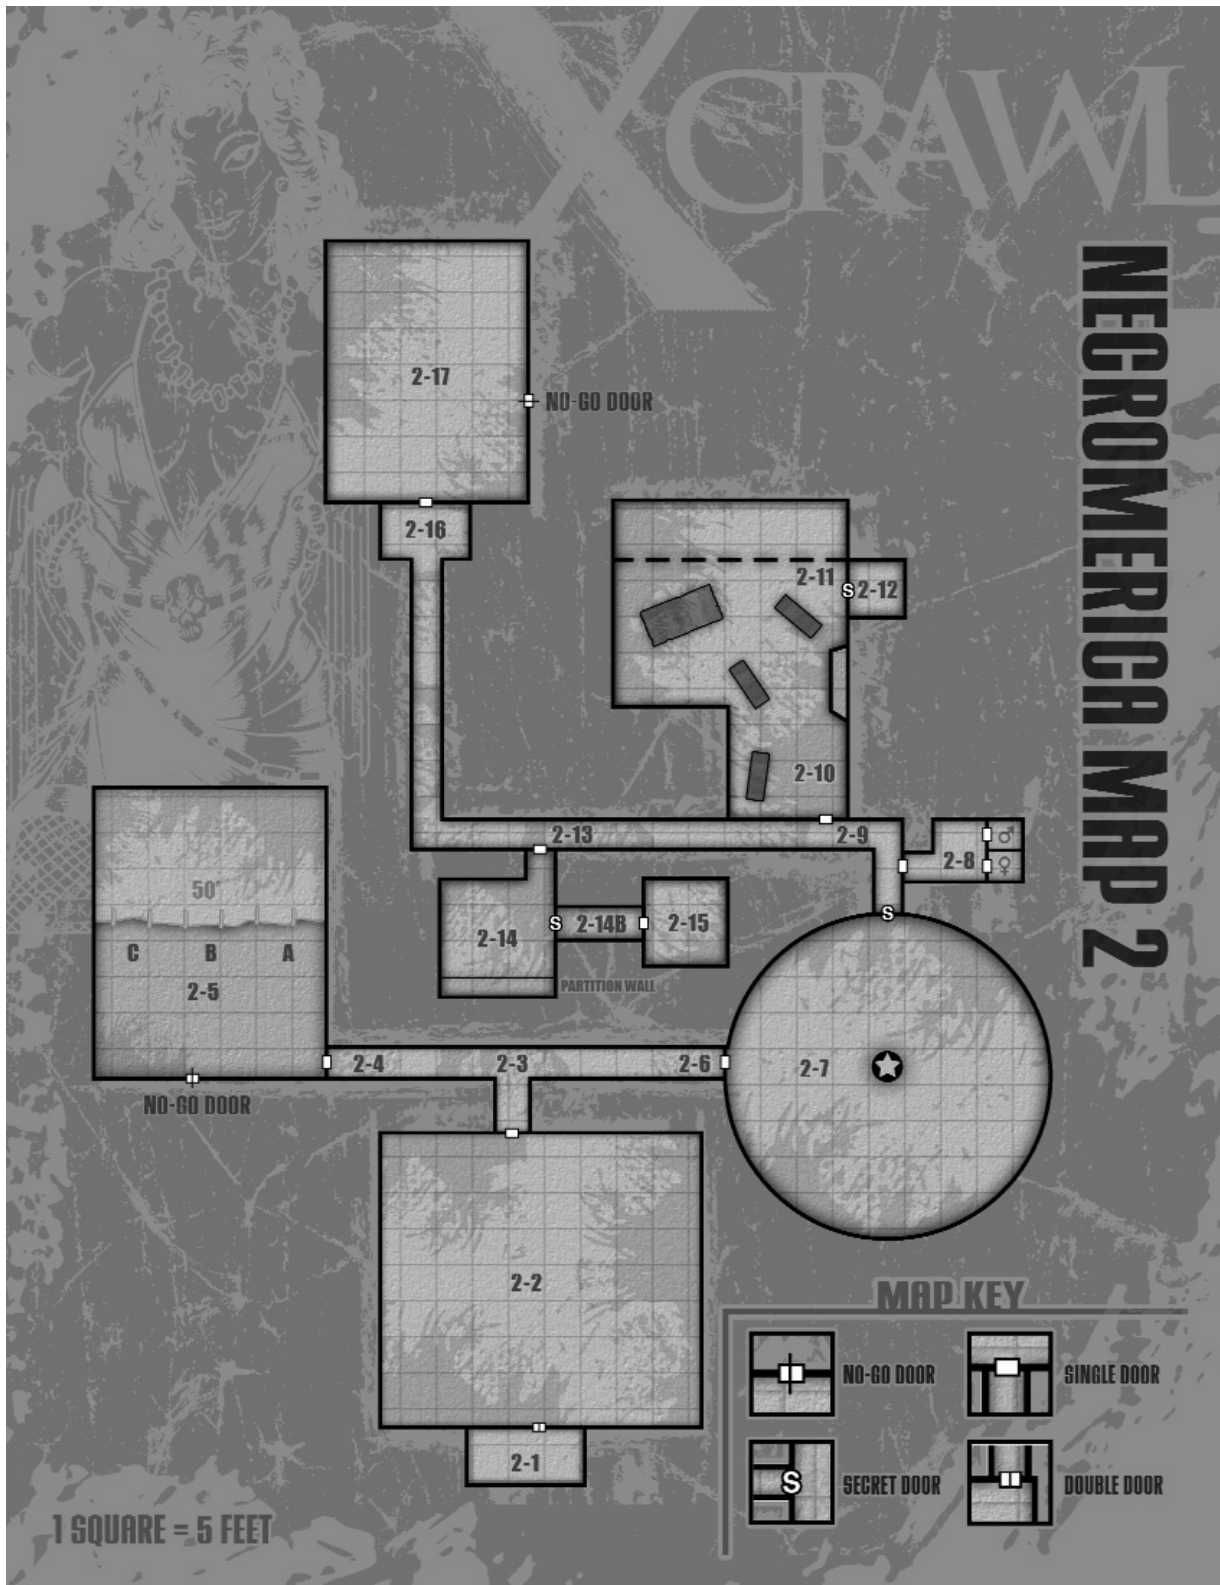 XCRAWL
NECROMERICA MAP 2
2-17
NO-GO DOOR
2-16
2-11
S
2-12
2-10
2-13
2-9
2-8
♂
♀
50'
C
B
A
2-5
2-14
S
2-14B
2-15
S
PARTITION WALL
2-4
2-3
2-6
2-7
NO-GO DOOR
2-2
2-1
MAP KEY
NO-GO DOOR
SINGLE DOOR
S
SECRET DOOR
DOUBLE DOOR
1 SQUARE = 5 FEET